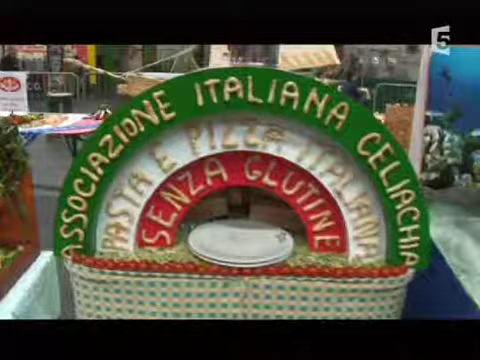 5
ASSOCIAZIONE ITALIANA CELIACHIA
PASTA E PIZZA ITALIANA
SENZA GLUTINE